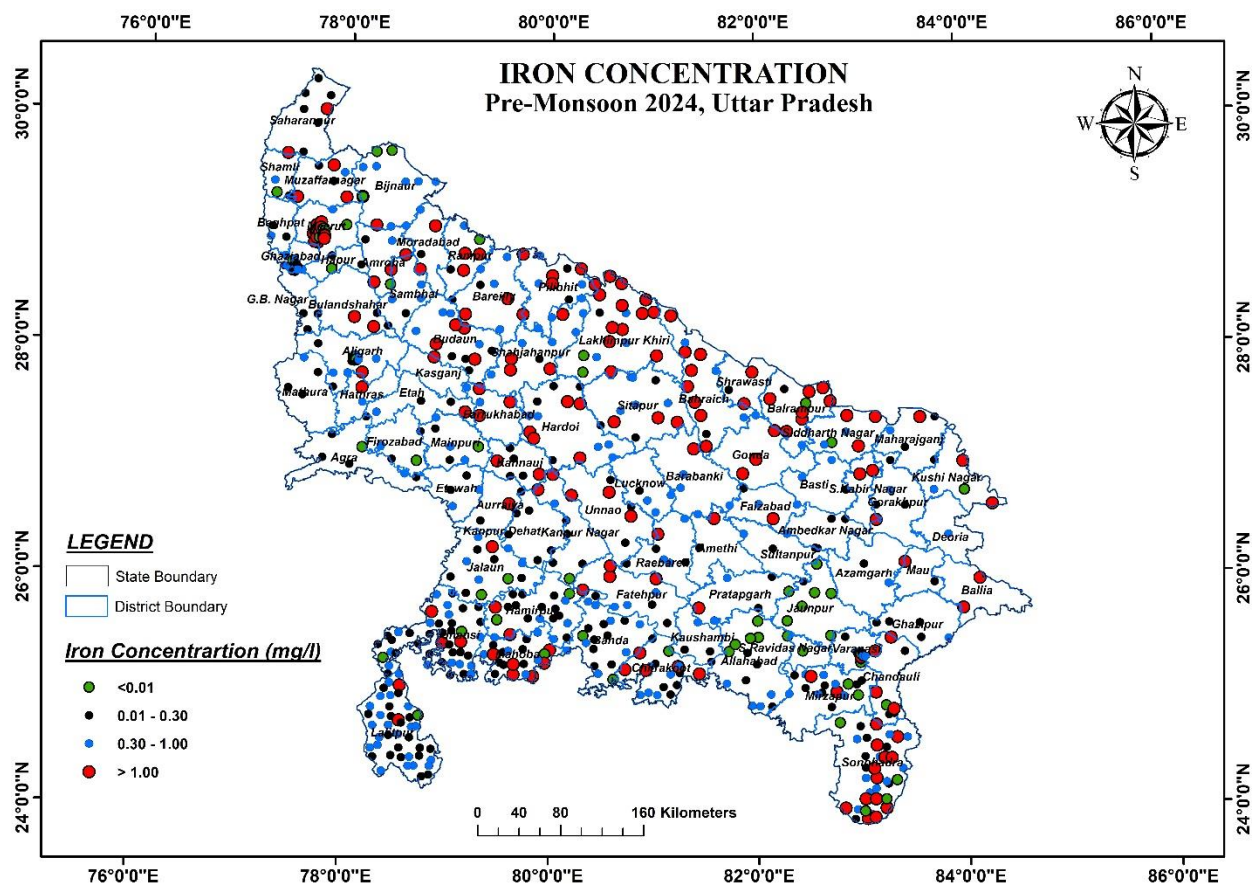 76°0'0"E 78°0'0"E 80°0'0"E 82°0'0"E 84°0'0"E 86°0'0"E
IRON CONCENTRATION
Pre-Monsoon 2024, Uttar Pradesh
N
W E
S
30°0'0"N 30°0'0"N
Saharanpur
Shamli
Muzaffarnagar
Bijnaur
Baghpat
Moradabad
Ghaziabad Hapur Amroha Rampur
Sambhal Bareilly Pilibhit
G.B. Nagar Bulandshahar
28°0'0"N 28°0'0"N
Budaun Lakhimpur Khiri
Aligarh Shahjahanpur
Kasganj Shrawasti
Mathura Hathras Etah Bahraich
Farrukhabad Sitapur Balrampur
Hardoi Siddharth Nagar
Firozabad Mainpuri Maharajganj
Agra Kannauj Gonda
Barabanki Kushi Nagar
Etawah Lucknow Basti S.Kabir Nagar
Auraiya Unnao Faizabad Gorakhpur
Kanpur Dehat Kanpur Nagar Ambedkar Nagar
Deoria
LEGEND
Amethi Sultanpur
26°0'0"N 26°0'0"N
Jalaun Raebareli Azamgarh Mau
State Boundary
Fatehpur Pratapgarh Ballia
District Boundary
Hamirpur Jaunpur
Ghazipur
Jhansi Banda Kaushambi
S.Ravidas Nagar Varanasi
Iron Concentrartion (mg/l)
Mahoba Chitrakoot Allahabad
Chandauli
Mirzapur
<0.01
0.01 - 0.30
Lalitpur
0.30 - 1.00
Sonbhadra
> 1.00
24°0'0"N 24°0'0"N
0 40 80 160 Kilometers
76°0'0"E 78°0'0"E 80°0'0"E 82°0'0"E 84°0'0"E 86°0'0"E